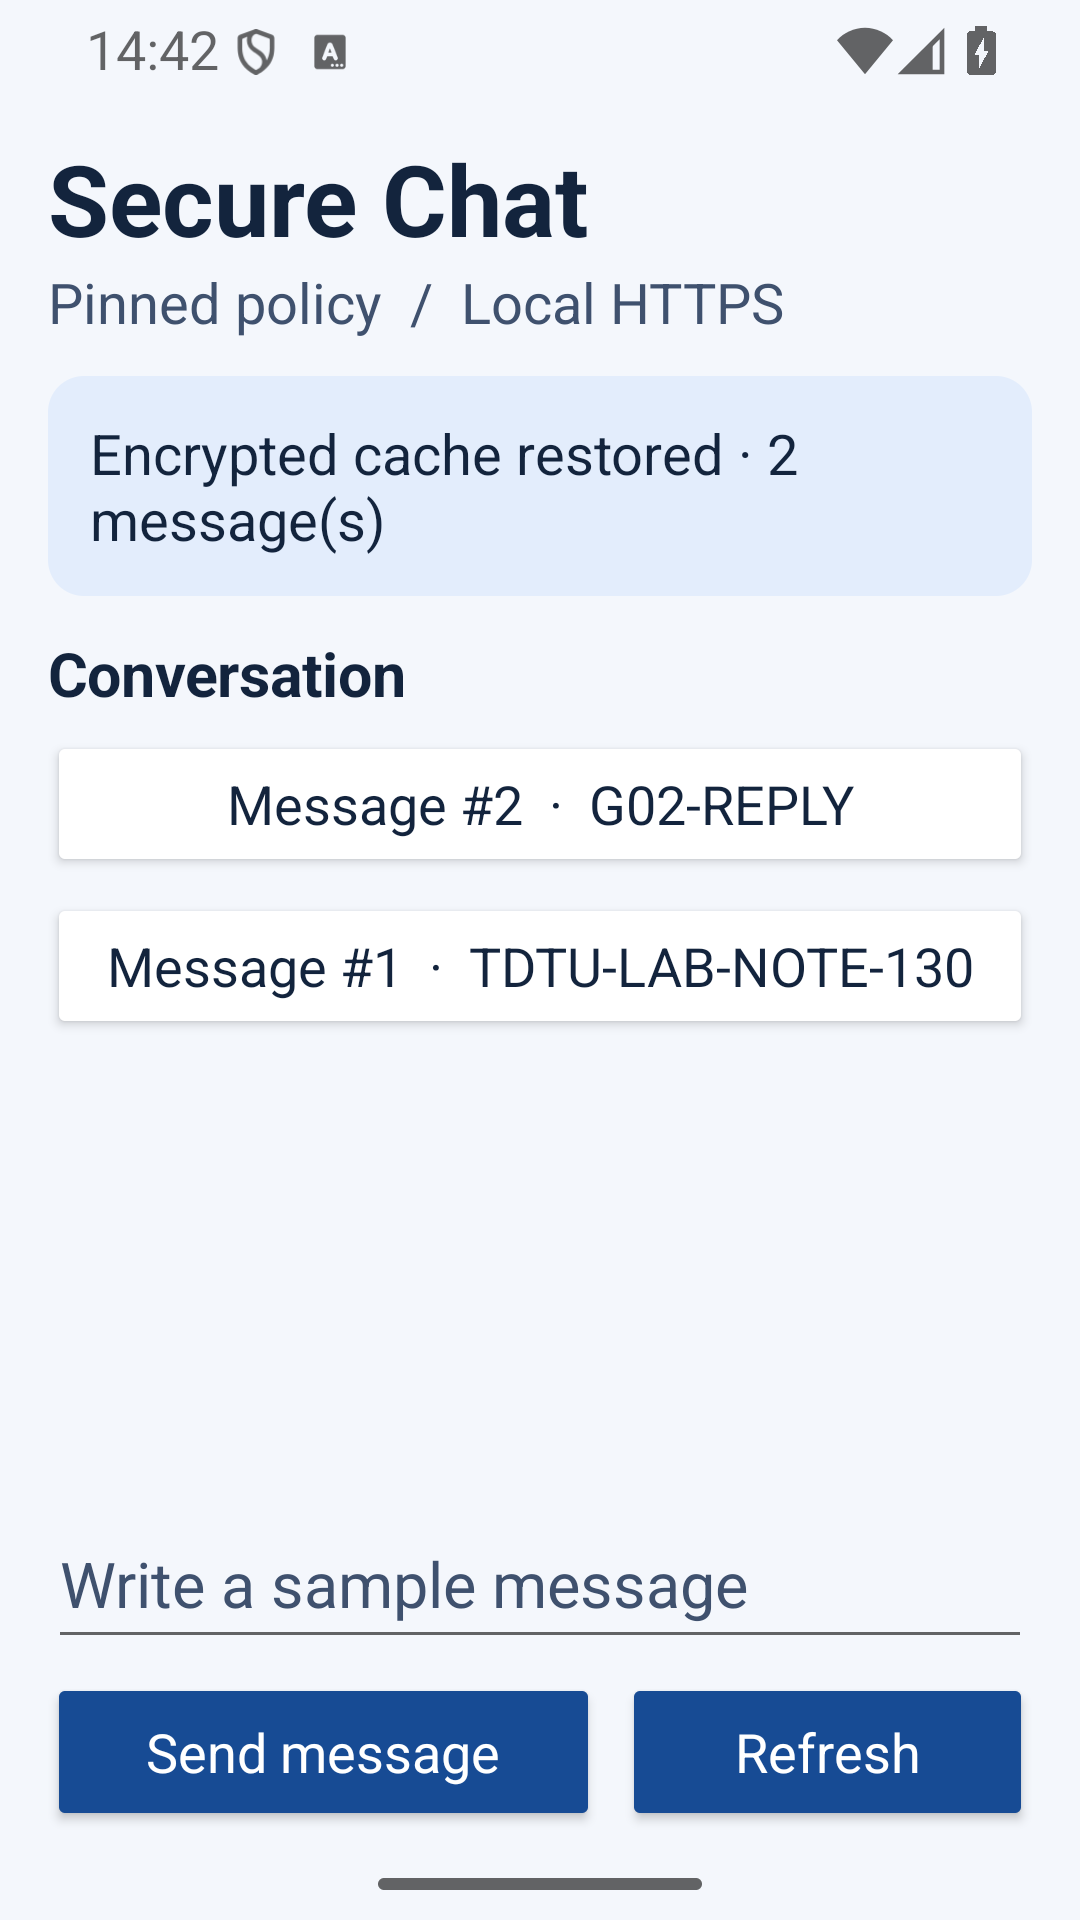 14:42
Secure Chat
Pinned policy / Local HTTPS
Encrypted cache restored · 2
message(s)
Conversation
Message #2 · G02-REPLY
Message #1 · TDTU-LAB-NOTE-130
Write a sample message
Send message
Refresh